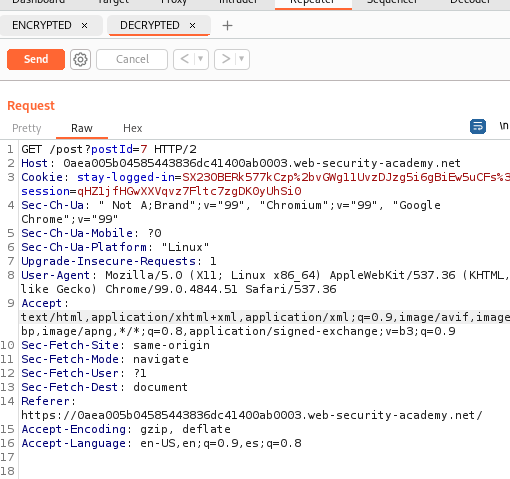 Dashboard Target Proxy Intruder Repeater Sequencer Decoder
ENCRYPTED × DECRYPTED × +
Send Cancel < ▼ > ▼
Request
Pretty Raw Hex \n
1 GET /post?postId=7 HTTP/2
2 Host: 0aea005b04585443836dc41400ab0003.web-security-academy.net
3 Cookie: stay-logged-in=SX23OBERk577kCzp%2bvGWg11UvzDJzg5i6gBiEw5uCFs%3
session=qHZ1jfHGwXXVqvz7Fltc7zgDK0yUhSi0
4 Sec-Ch-Ua: " Not A;Brand";v="99", "Chromium";v="99", "Google
Chrome";v="99"
5 Sec-Ch-Ua-Mobile: ?0
6 Sec-Ch-Ua-Platform: "Linux"
7 Upgrade-Insecure-Requests: 1
8 User-Agent: Mozilla/5.0 (X11; Linux x86_64) AppleWebKit/537.36 (KHTML,
like Gecko) Chrome/99.0.4844.51 Safari/537.36
9 Accept:
text/html,application/xhtml+xml,application/xml;q=0.9,image/avif,image
bp,image/apng,*/*;q=0.8,application/signed-exchange;v=b3;q=0.9
10 Sec-Fetch-Site: same-origin
11 Sec-Fetch-Mode: navigate
12 Sec-Fetch-User: ?1
13 Sec-Fetch-Dest: document
14 Referer:
https://0aea005b04585443836dc41400ab0003.web-security-academy.net/
15 Accept-Encoding: gzip, deflate
16 Accept-Language: en-US,en;q=0.9,es;q=0.8
17
18